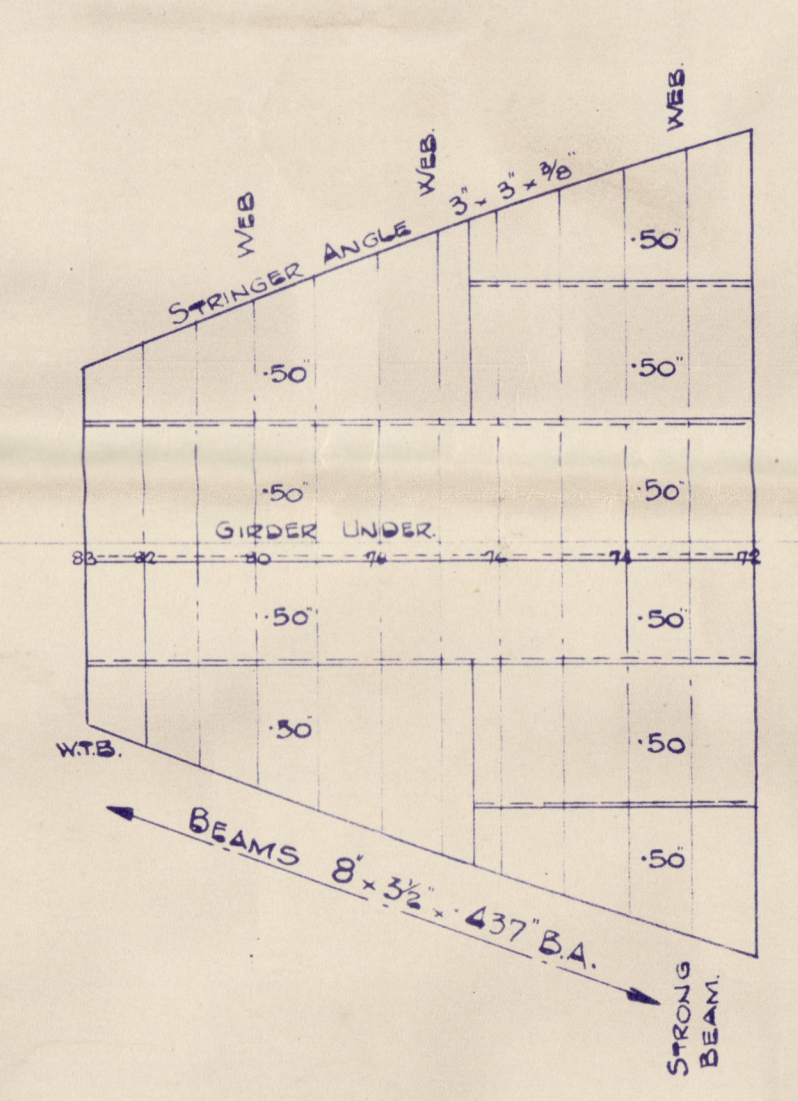 WEB.
WEB.
WEB
STRINGER ANGLE 3" x 3" x 3/8"
.50"
.50"
.50"
.50"
.50"
GIRDER UNDER.
83 82 80 76 76 74 72
.50"
.50"
.50"
.50
W.T.B.
BEAMS 8" x 3½" x .437" B.A.
.50"
STRONG
BEAM.